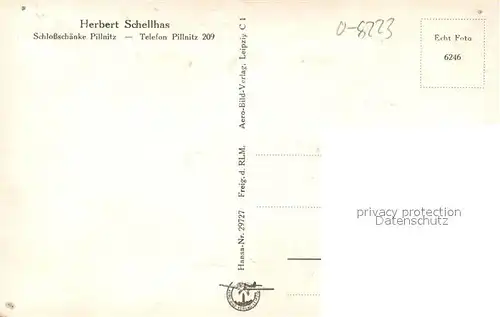 Herbert Schellhas
Schloßschänke Pillnitz — Telefon Pillnitz 209
O-8223
Echt Foto
6246
Hansa-Nr. 29727 Freig. d. RLM. Aero-Bild-Verlag, Leipzig C 1
Privacy protection
Datenschutz